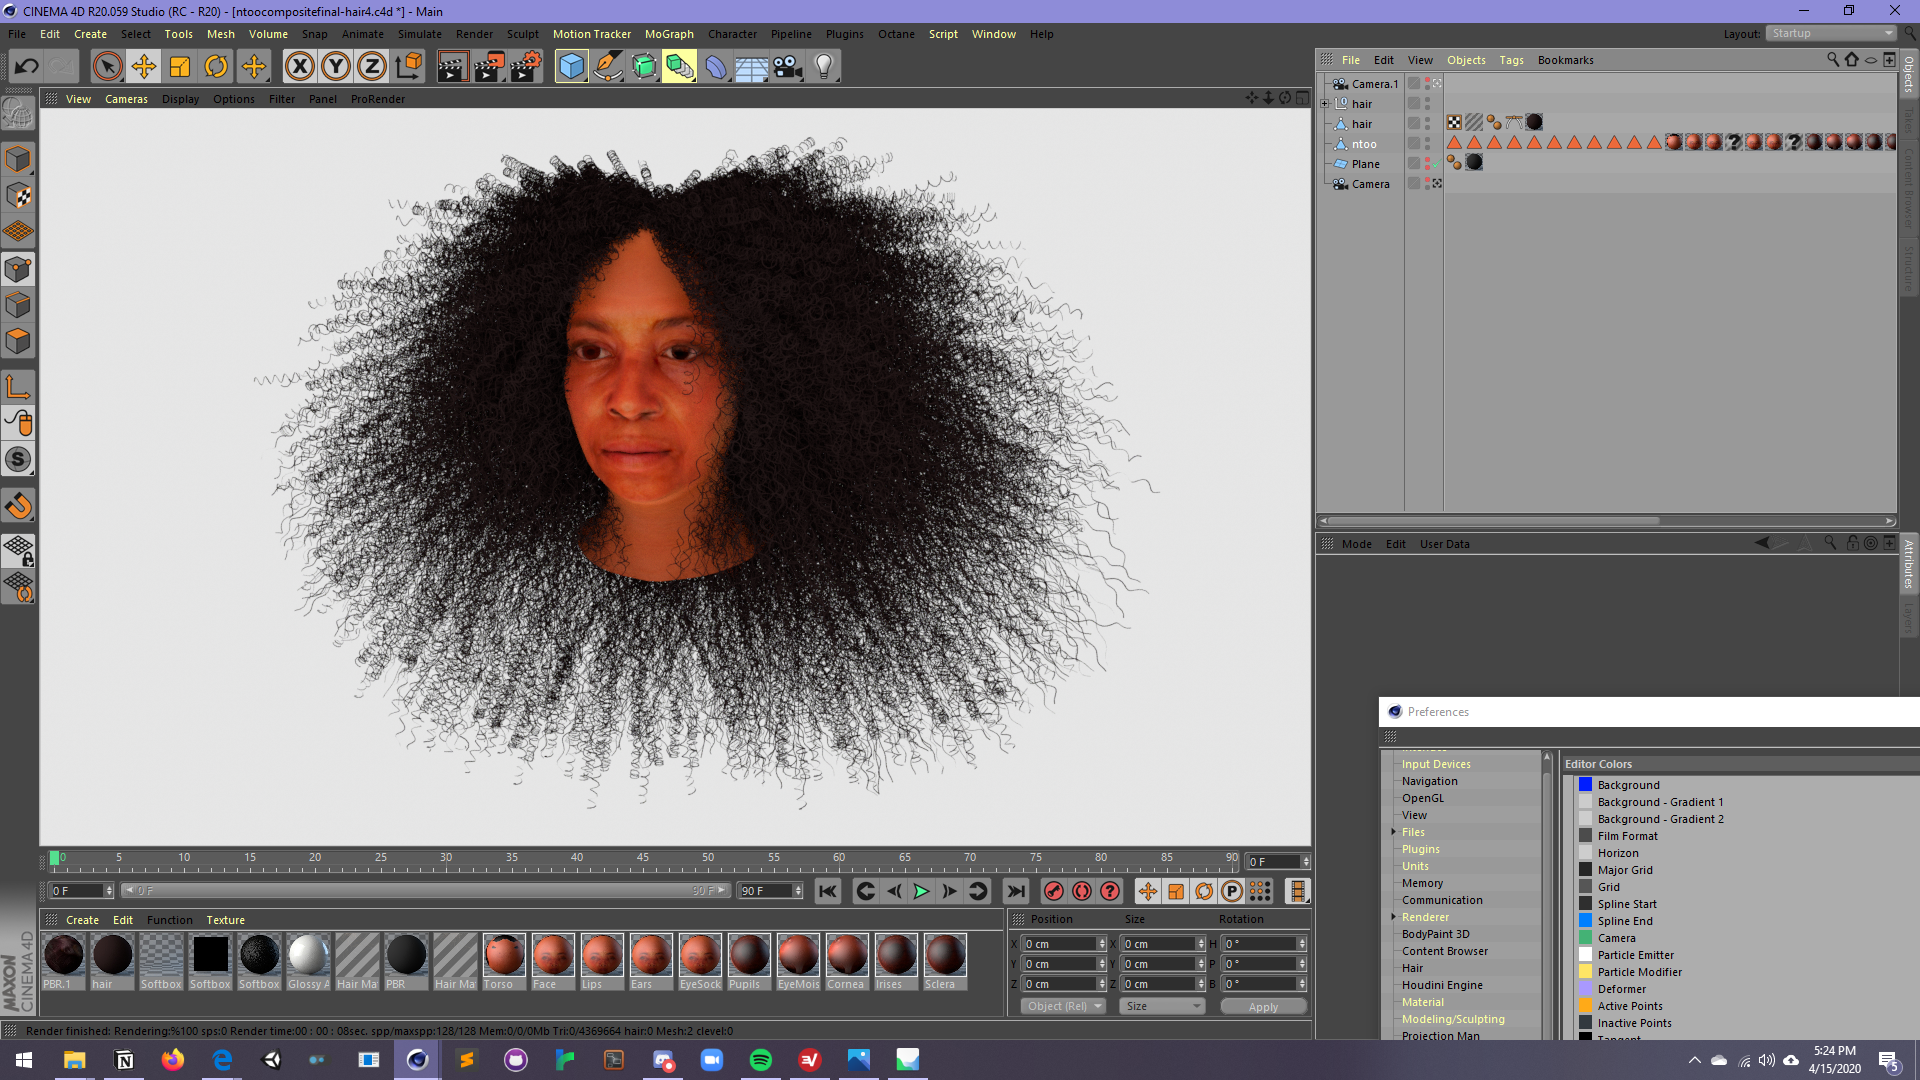 CINEMA 4D R20.059 Studio (RC - R20) - [ntoocompositefinal-hair4.c4d *] - Main
File Edit Create Select Tools Mesh Volume Snap Animate Simulate Render Sculpt Motion Tracker MoGraph Character Pipeline Plugins Octane Script Window Help
Layout: Startup
X Y Z
View Cameras Display Options Filter Panel ProRender
File Edit View Objects Tags Bookmarks
Camera.1
hair
hair
ntoo
Plane
Camera
Objects
Takes
Content Browser
Structure
Mode Edit User Data
Attributes
Layers
Preferences
Input Devices
Navigation
OpenGL
View
Files
Plugins
Units
Memory
Communication
Renderer
BodyPaint 3D
Content Browser
Hair
Houdini Engine
Material
Modeling/Sculpting
Projection Man
Editor Colors
Background
Background - Gradient 1
Background - Gradient 2
Film Format
Horizon
Major Grid
Grid
Spline Start
Spline End
Camera
Particle Emitter
Particle Modifier
Deformer
Active Points
Inactive Points
Tangent
0 5 10 15 20 25 30 35 40 45 50 55 60 65 70 75 80 85 90
0 F
0 F 0 F 90 F 90 F
Create Edit Function Texture
PBR.1 hair Softbox Softbox Softbox Glossy A Hair Ma PBR Hair Ma Torso Face Lips Ears EyeSock Pupils EyeMois Cornea Irises Sclera
Position Size Rotation
X 0 cm X 0 cm H 0 °
Y 0 cm Y 0 cm P 0 °
Z 0 cm Z 0 cm B 0 °
Object (Rel) Size Apply
MAXON CINEMA 4D
Render finished: Rendering:%100 sps:0 Render time:00 : 00 : 08sec. spp/maxspp:128/128 Mem:0/0/0Mb Tri:0/4369664 hair:0 Mesh:2 clevel:0
5:24 PM
4/15/2020
5